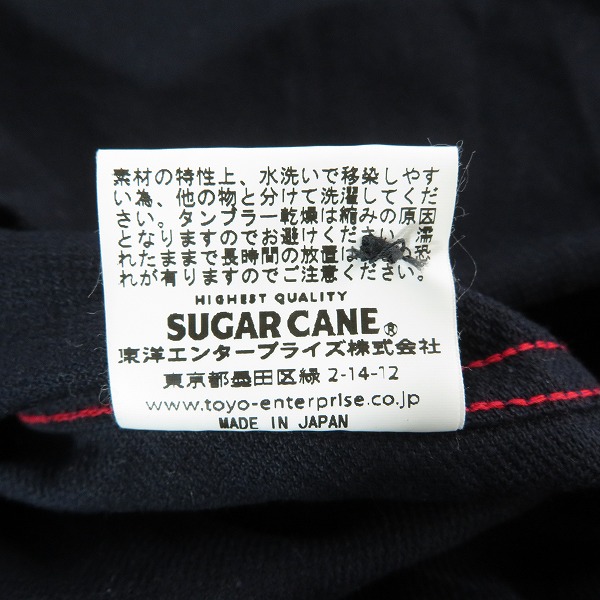 素材の特性上、水洗いで移染しやす
い為、他の物と分けて洗濯してくだ
さい。タンブラー乾燥は縮みの原因
となりますのでお避けください。濡
れたままで長時間の放置は 恐
れが有りますのでご注意ください。
HIGHEST QUALITY
SUGAR CANE®
東洋エンタープライズ株式会社
東京都墨田区緑 2-14-12
www.toyo-enterprise.co.jp
MADE IN JAPAN